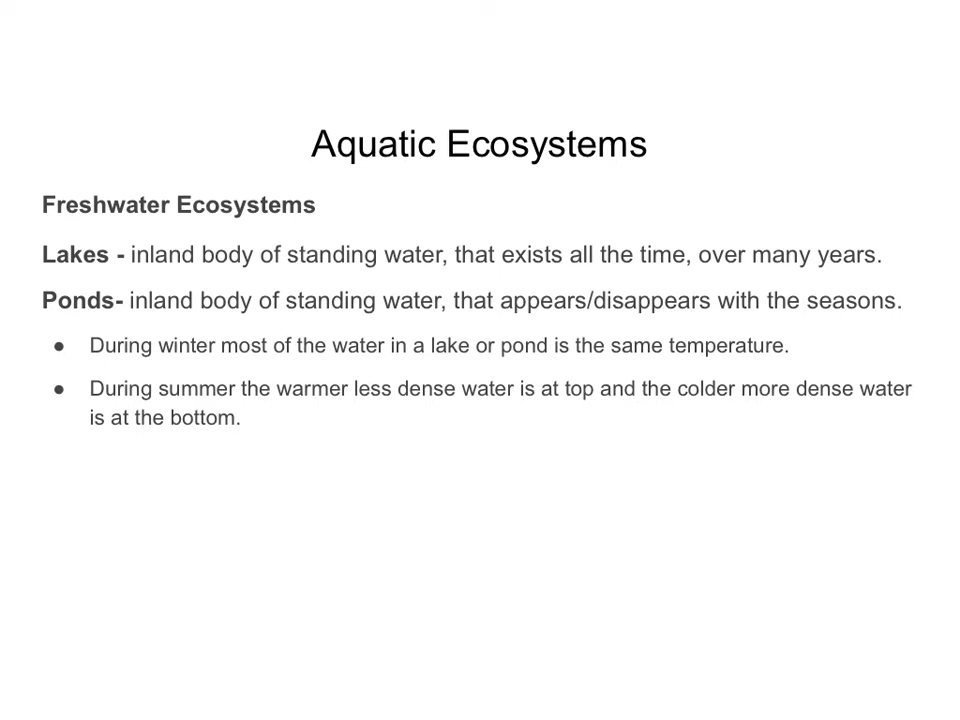 Aquatic Ecosystems
Freshwater Ecosystems
Lakes - inland body of standing water, that exists all the time, over many years.
Ponds- inland body of standing water, that appears/disappears with the seasons.
● During winter most of the water in a lake or pond is the same temperature.
● During summer the warmer less dense water is at top and the colder more dense water
is at the bottom.